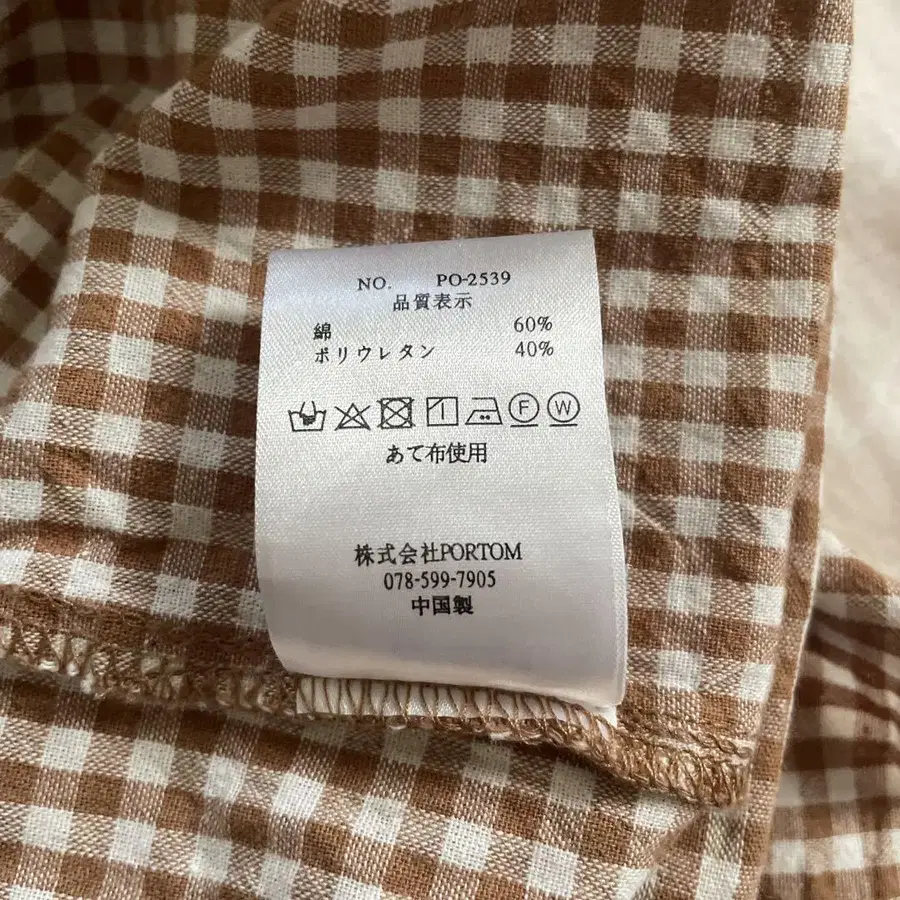 NO. PO-2539
品質表示
綿 60%
ポリウレタン 40%
F W
あて布使用
株式会社PORTOM
078-599-7905
中国製